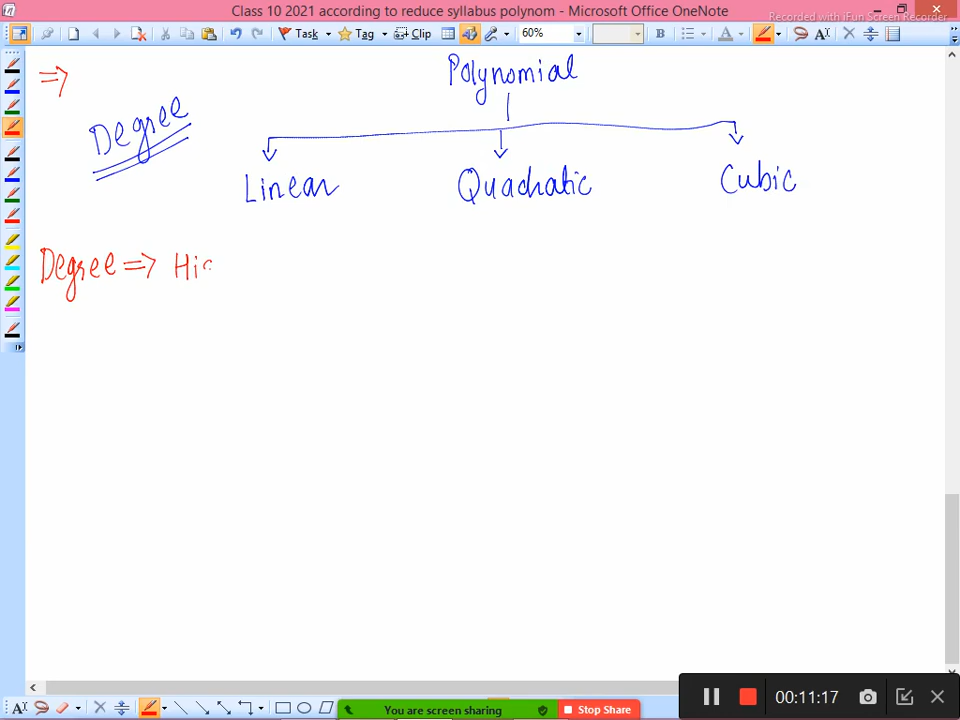 Class 10 2021 according to reduce syllabus polynom - Microsoft Office OneNote
Recorded with iFun Screen Recorder
Task Tag Clip 60% B A
=> Polynomial
Degree
Linear Quadratic Cubic
Degree => Hi
You are screen sharing Stop Share
00:11:17